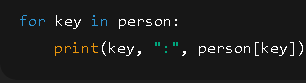 for key in person:
    print(key, ":", person[key])